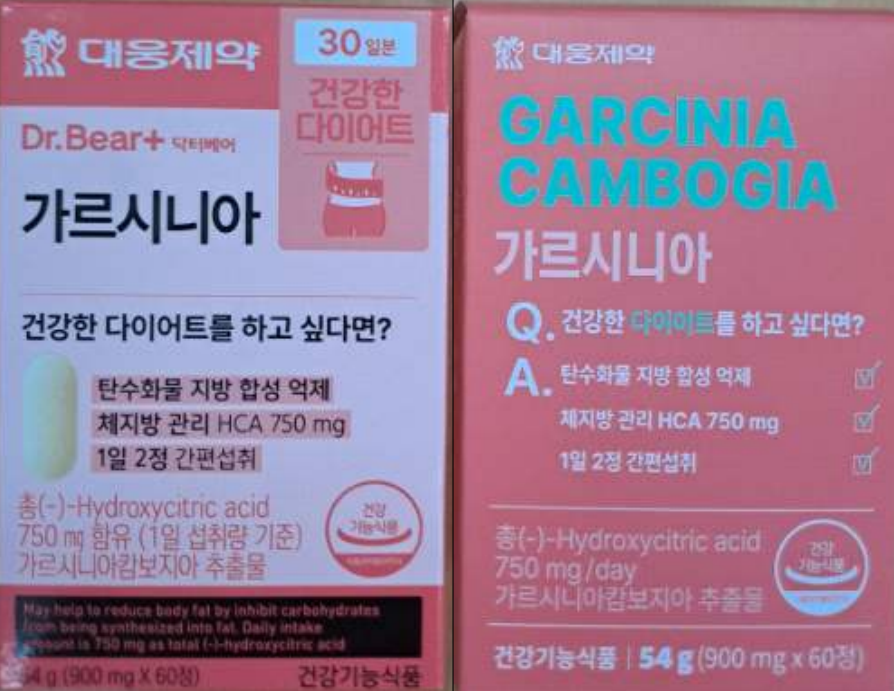 대웅제약
30일분
건강한
다이어트
Dr.Bear+ 닥터베어
가르시니아
건강한 다이어트를 하고 싶다면?
탄수화물 지방 합성 억제
체지방 관리 HCA 750 mg
1일 2정 간편섭취
총(-)-Hydroxycitric acid
750 mg 함유 (1일 섭취량 기준)
가르시니아캄보지아 추출물
건강
기능식품
May help to reduce body fat by inhibit carbohydrates
from being synthesized into fat. Daily intake
amount is 750 mg as total (-)-hydroxycitric acid
54 g (900 mg X 60정)
건강기능식품
대웅제약
GARCINIA
CAMBOGIA
가르시니아
Q. 건강한 다이어트를 하고 싶다면?
A. 탄수화물 지방 합성 억제
체지방 관리 HCA 750 mg
1일 2정 간편섭취
총(-)-Hydroxycitric acid
750 mg/day
가르시니아캄보지아 추출물
건강
기능식품
건강기능식품 | 54 g (900 mg x 60정)